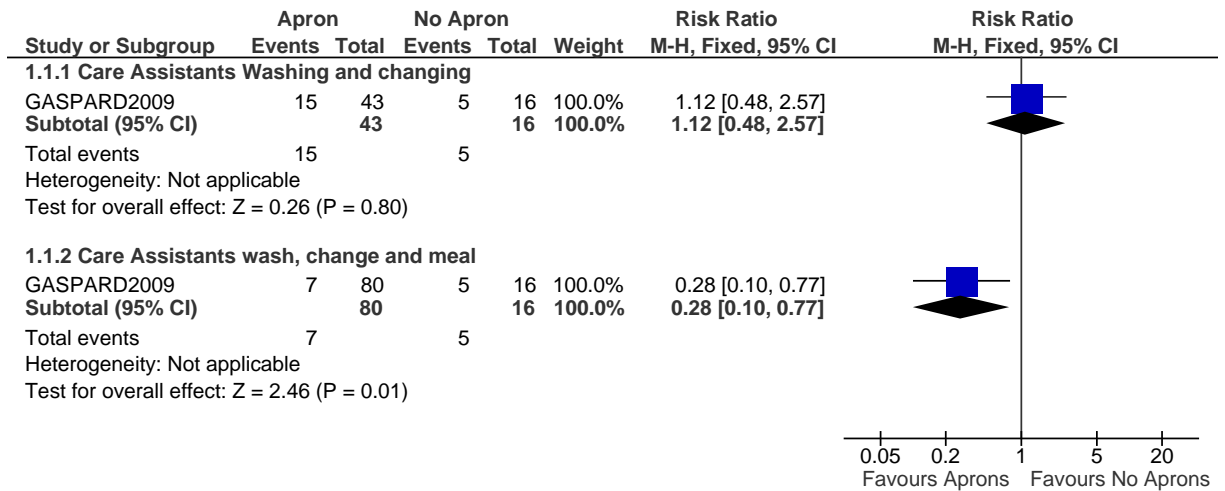 Apron No Apron Risk Ratio Risk Ratio
Study or Subgroup Events Total Events Total Weight M-H, Fixed, 95% CI M-H, Fixed, 95% CI
1.1.1 Care Assistants Washing and changing
GASPARD2009 15 43 5 16 100.0% 1.12 [0.48, 2.57]
Subtotal (95% CI) 43 16 100.0% 1.12 [0.48, 2.57]
Total events 15 5
Heterogeneity: Not applicable
Test for overall effect: Z = 0.26 (P = 0.80)
1.1.2 Care Assistants wash, change and meal
GASPARD2009 7 80 5 16 100.0% 0.28 [0.10, 0.77]
Subtotal (95% CI) 80 16 100.0% 0.28 [0.10, 0.77]
Total events 7 5
Heterogeneity: Not applicable
Test for overall effect: Z = 2.46 (P = 0.01)
0.05 0.2 1 5 20
Favours Aprons Favours No Aprons